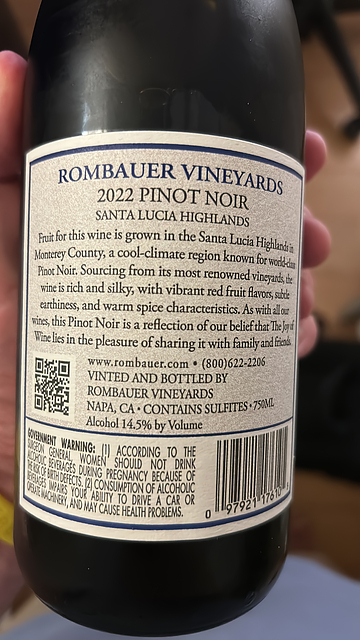 ROMBAUER VINEYARDS
2022 PINOT NOIR
SANTA LUCIA HIGHLANDS
Fruit for this wine is grown in the Santa Lucia Highlands in
Monterey County, a cool-climate region known for world-class
Pinot Noir. Sourcing from its most renowned vineyards, the
wine is rich and silky, with vibrant red fruit flavors, subtle
earthiness, and warm spice characteristics. As with all our
wines, this Pinot Noir is a reflection of our belief that The Joy of
Wine lies in the pleasure of sharing it with family and friends.
www.rombauer.com • (800)622-2206
VINTED AND BOTTLED BY
ROMBAUER VINEYARDS
NAPA, CA • CONTAINS SULFITES • 750ML
Alcohol 14.5% by Volume
GOVERNMENT WARNING: (1) ACCORDING TO THE
SURGEON GENERAL, WOMEN SHOULD NOT DRINK
ALCOHOLIC BEVERAGES DURING PREGNANCY BECAUSE OF
THE RISK OF BIRTH DEFECTS. (2) CONSUMPTION OF ALCOHOLIC
BEVERAGES IMPAIRS YOUR ABILITY TO DRIVE A CAR OR
OPERATE MACHINERY, AND MAY CAUSE HEALTH PROBLEMS.
0 97921 17610